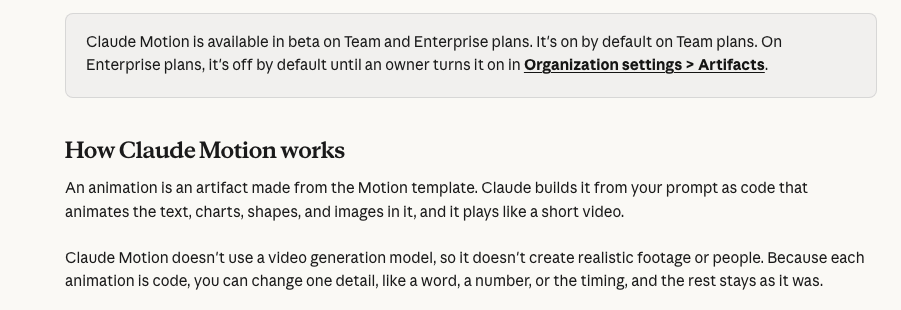 Claude Motion is available in beta on Team and Enterprise plans. It's on by default on Team plans. On
Enterprise plans, it's off by default until an owner turns it on in Organization settings > Artifacts.
How Claude Motion works
An animation is an artifact made from the Motion template. Claude builds it from your prompt as code that
animates the text, charts, shapes, and images in it, and it plays like a short video.
Claude Motion doesn't use a video generation model, so it doesn't create realistic footage or people. Because each
animation is code, you can change one detail, like a word, a number, or the timing, and the rest stays as it was.